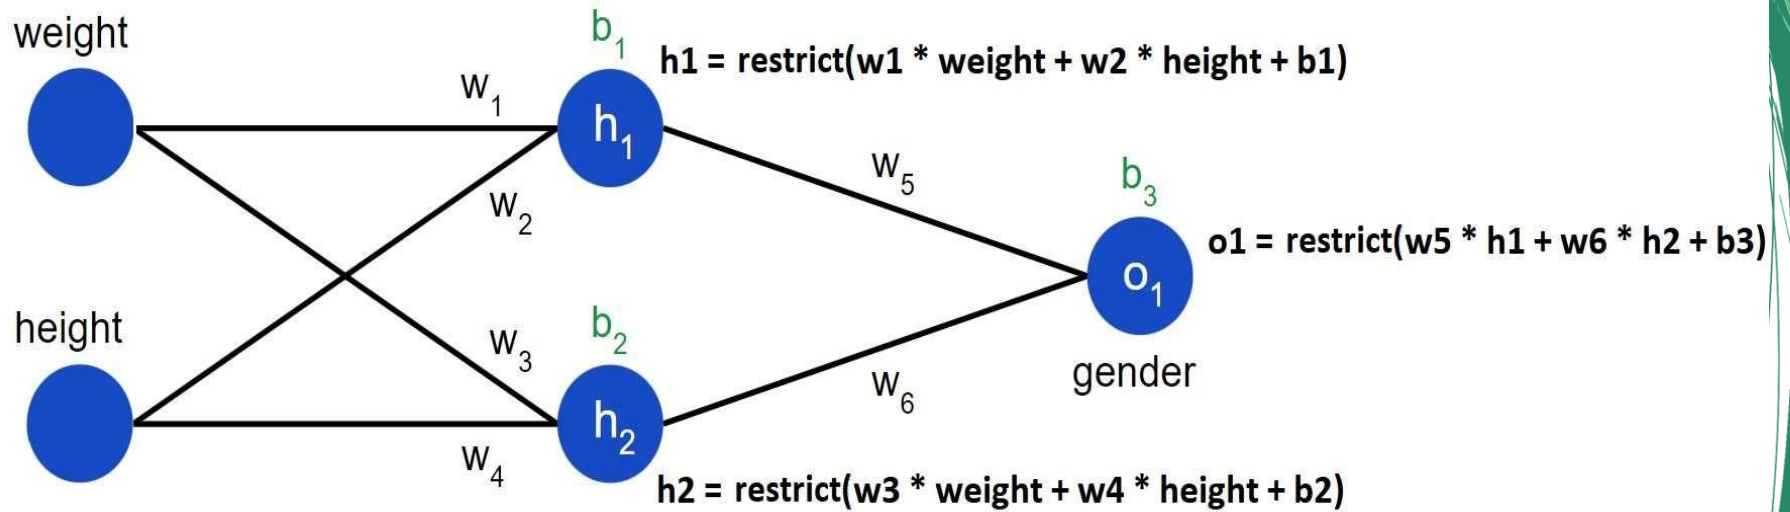 weight
b1
h1 = restrict(w1 * weight + w2 * height + b1)
w1
h1
w2
w5
b3
o1 = restrict(w5 * h1 + w6 * h2 + b3)
o1
gender
height
w3
b2
w6
h2
w4
h2 = restrict(w3 * weight + w4 * height + b2)